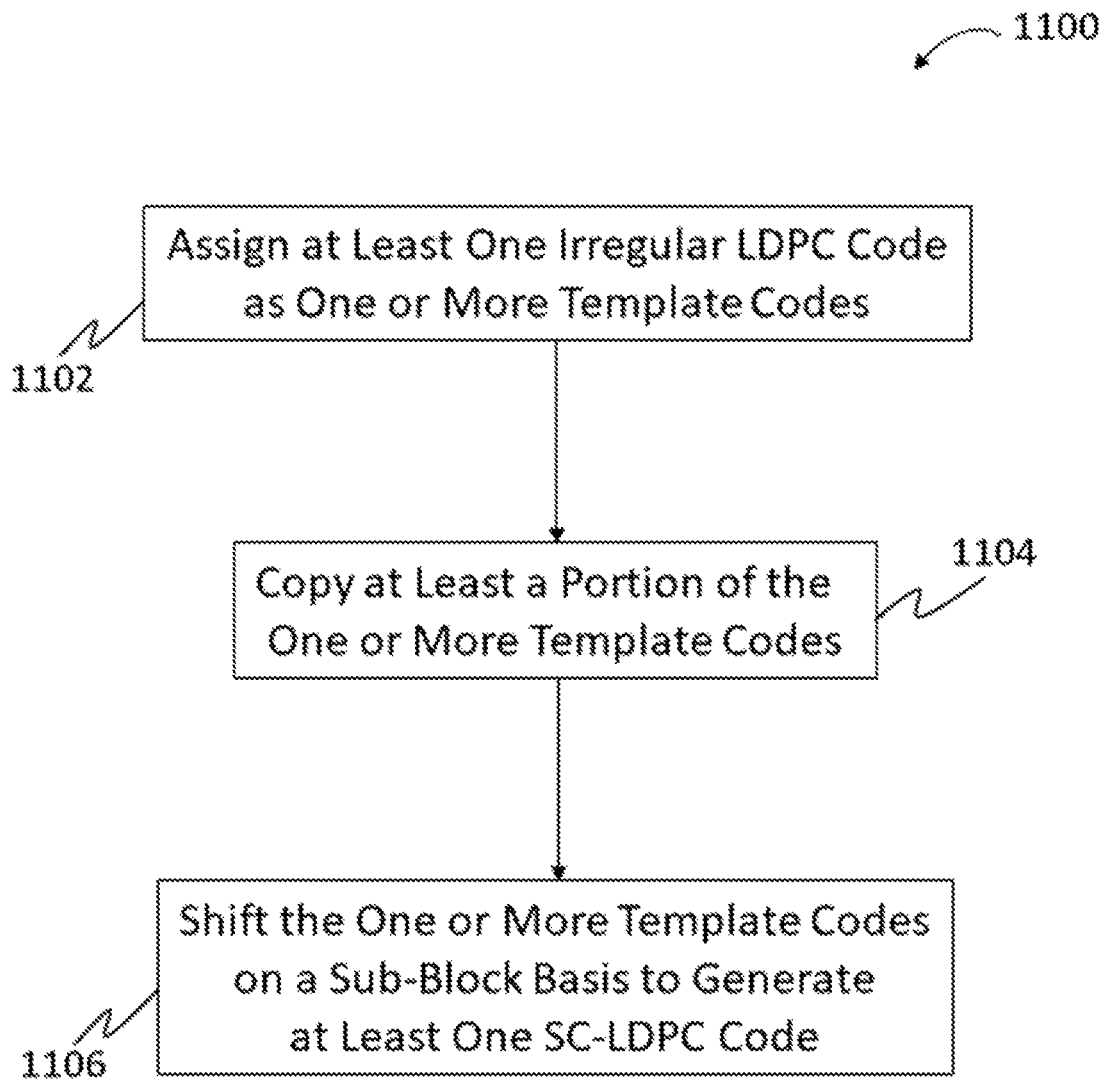 1100
Assign at Least One Irregular LDPC Code
as One or More Template Codes
1102
Copy at Least a Portion of the
One or More Template Codes
1104
Shift the One or More Template Codes
on a Sub-Block Basis to Generate
at Least One SC-LDPC Code
1106